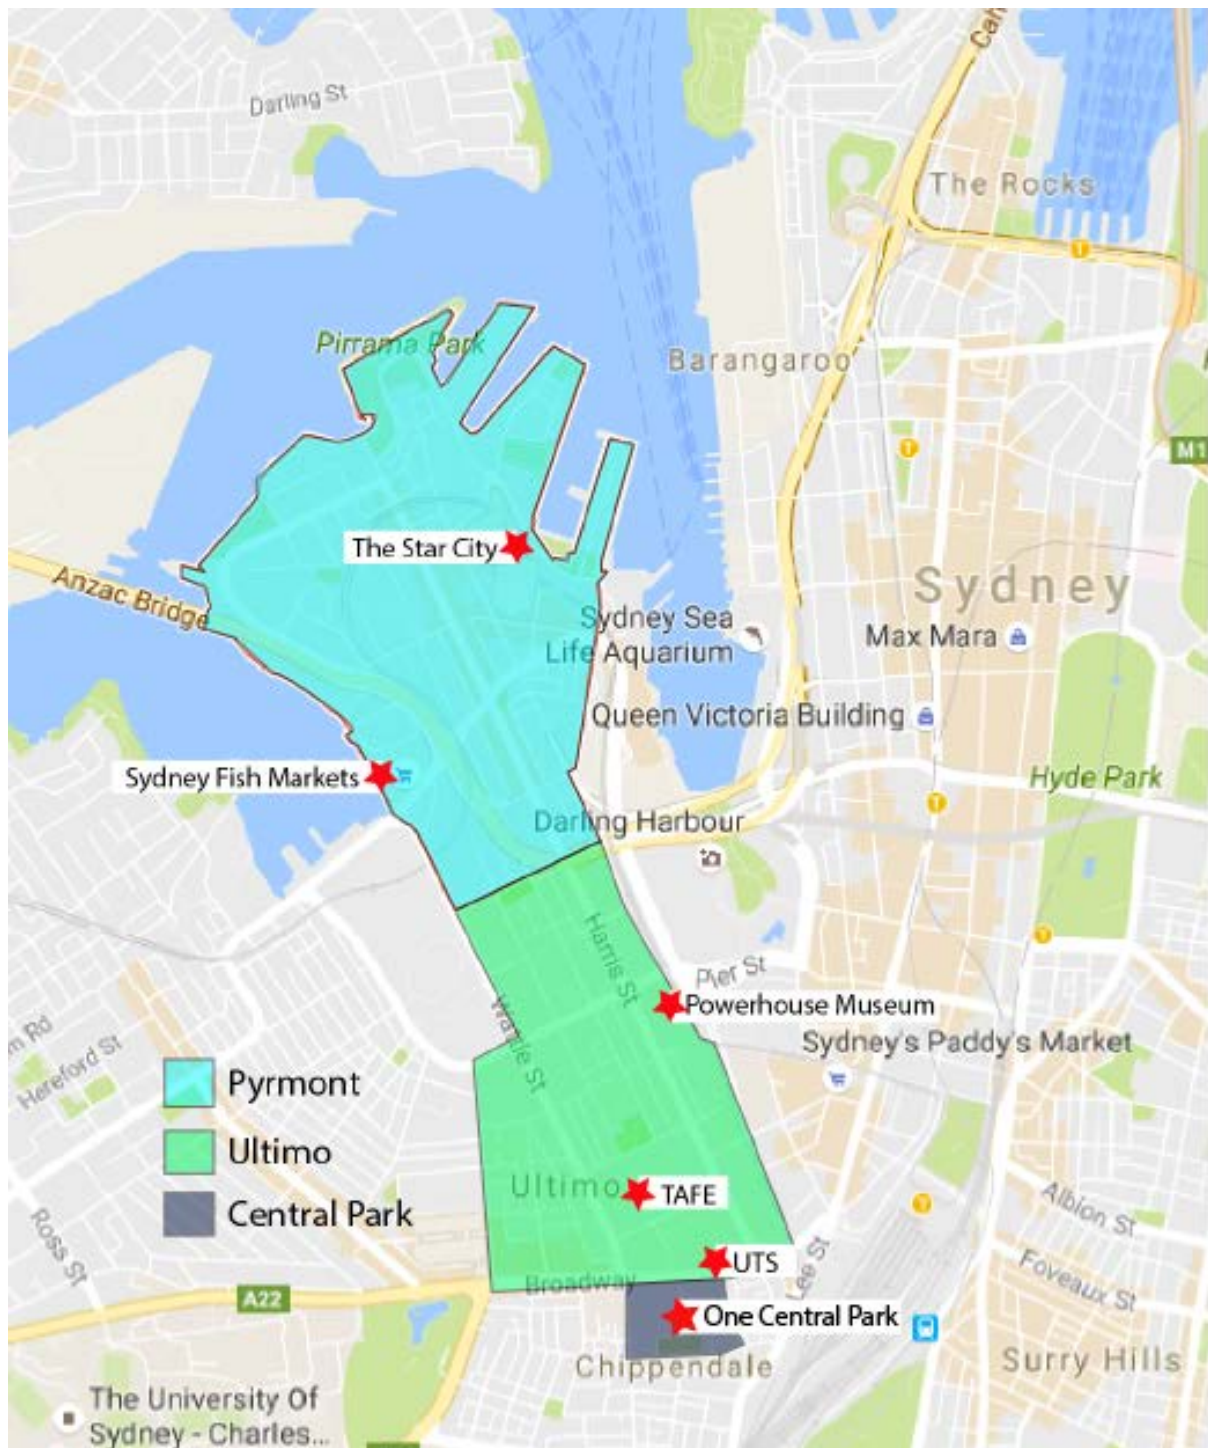 Cah
Darling St
The Rocks
Pirrama Park
Barangaroo
M1
The Star City
Anzac Bridge
Sydney
Sydney Sea
Life Aquarium
Max Mara
Queen Victoria Building
Sydney Fish Markets
Hyde Park
Darling Harbour
Harris St
Pier St
Powerhouse Museum
Wattle St
Sydney's Paddy's Market
m Rd
Hereford St
Pyrmont
Ultimo
Central Park
Ultimo
TAFE
Albion St
Ross St
UTS
Lee St
Foveaux St
Broadway
A22
One Central Park
Chippendale
Surry Hills
The University Of
Sydney - Charles...
T
T
T
T
T